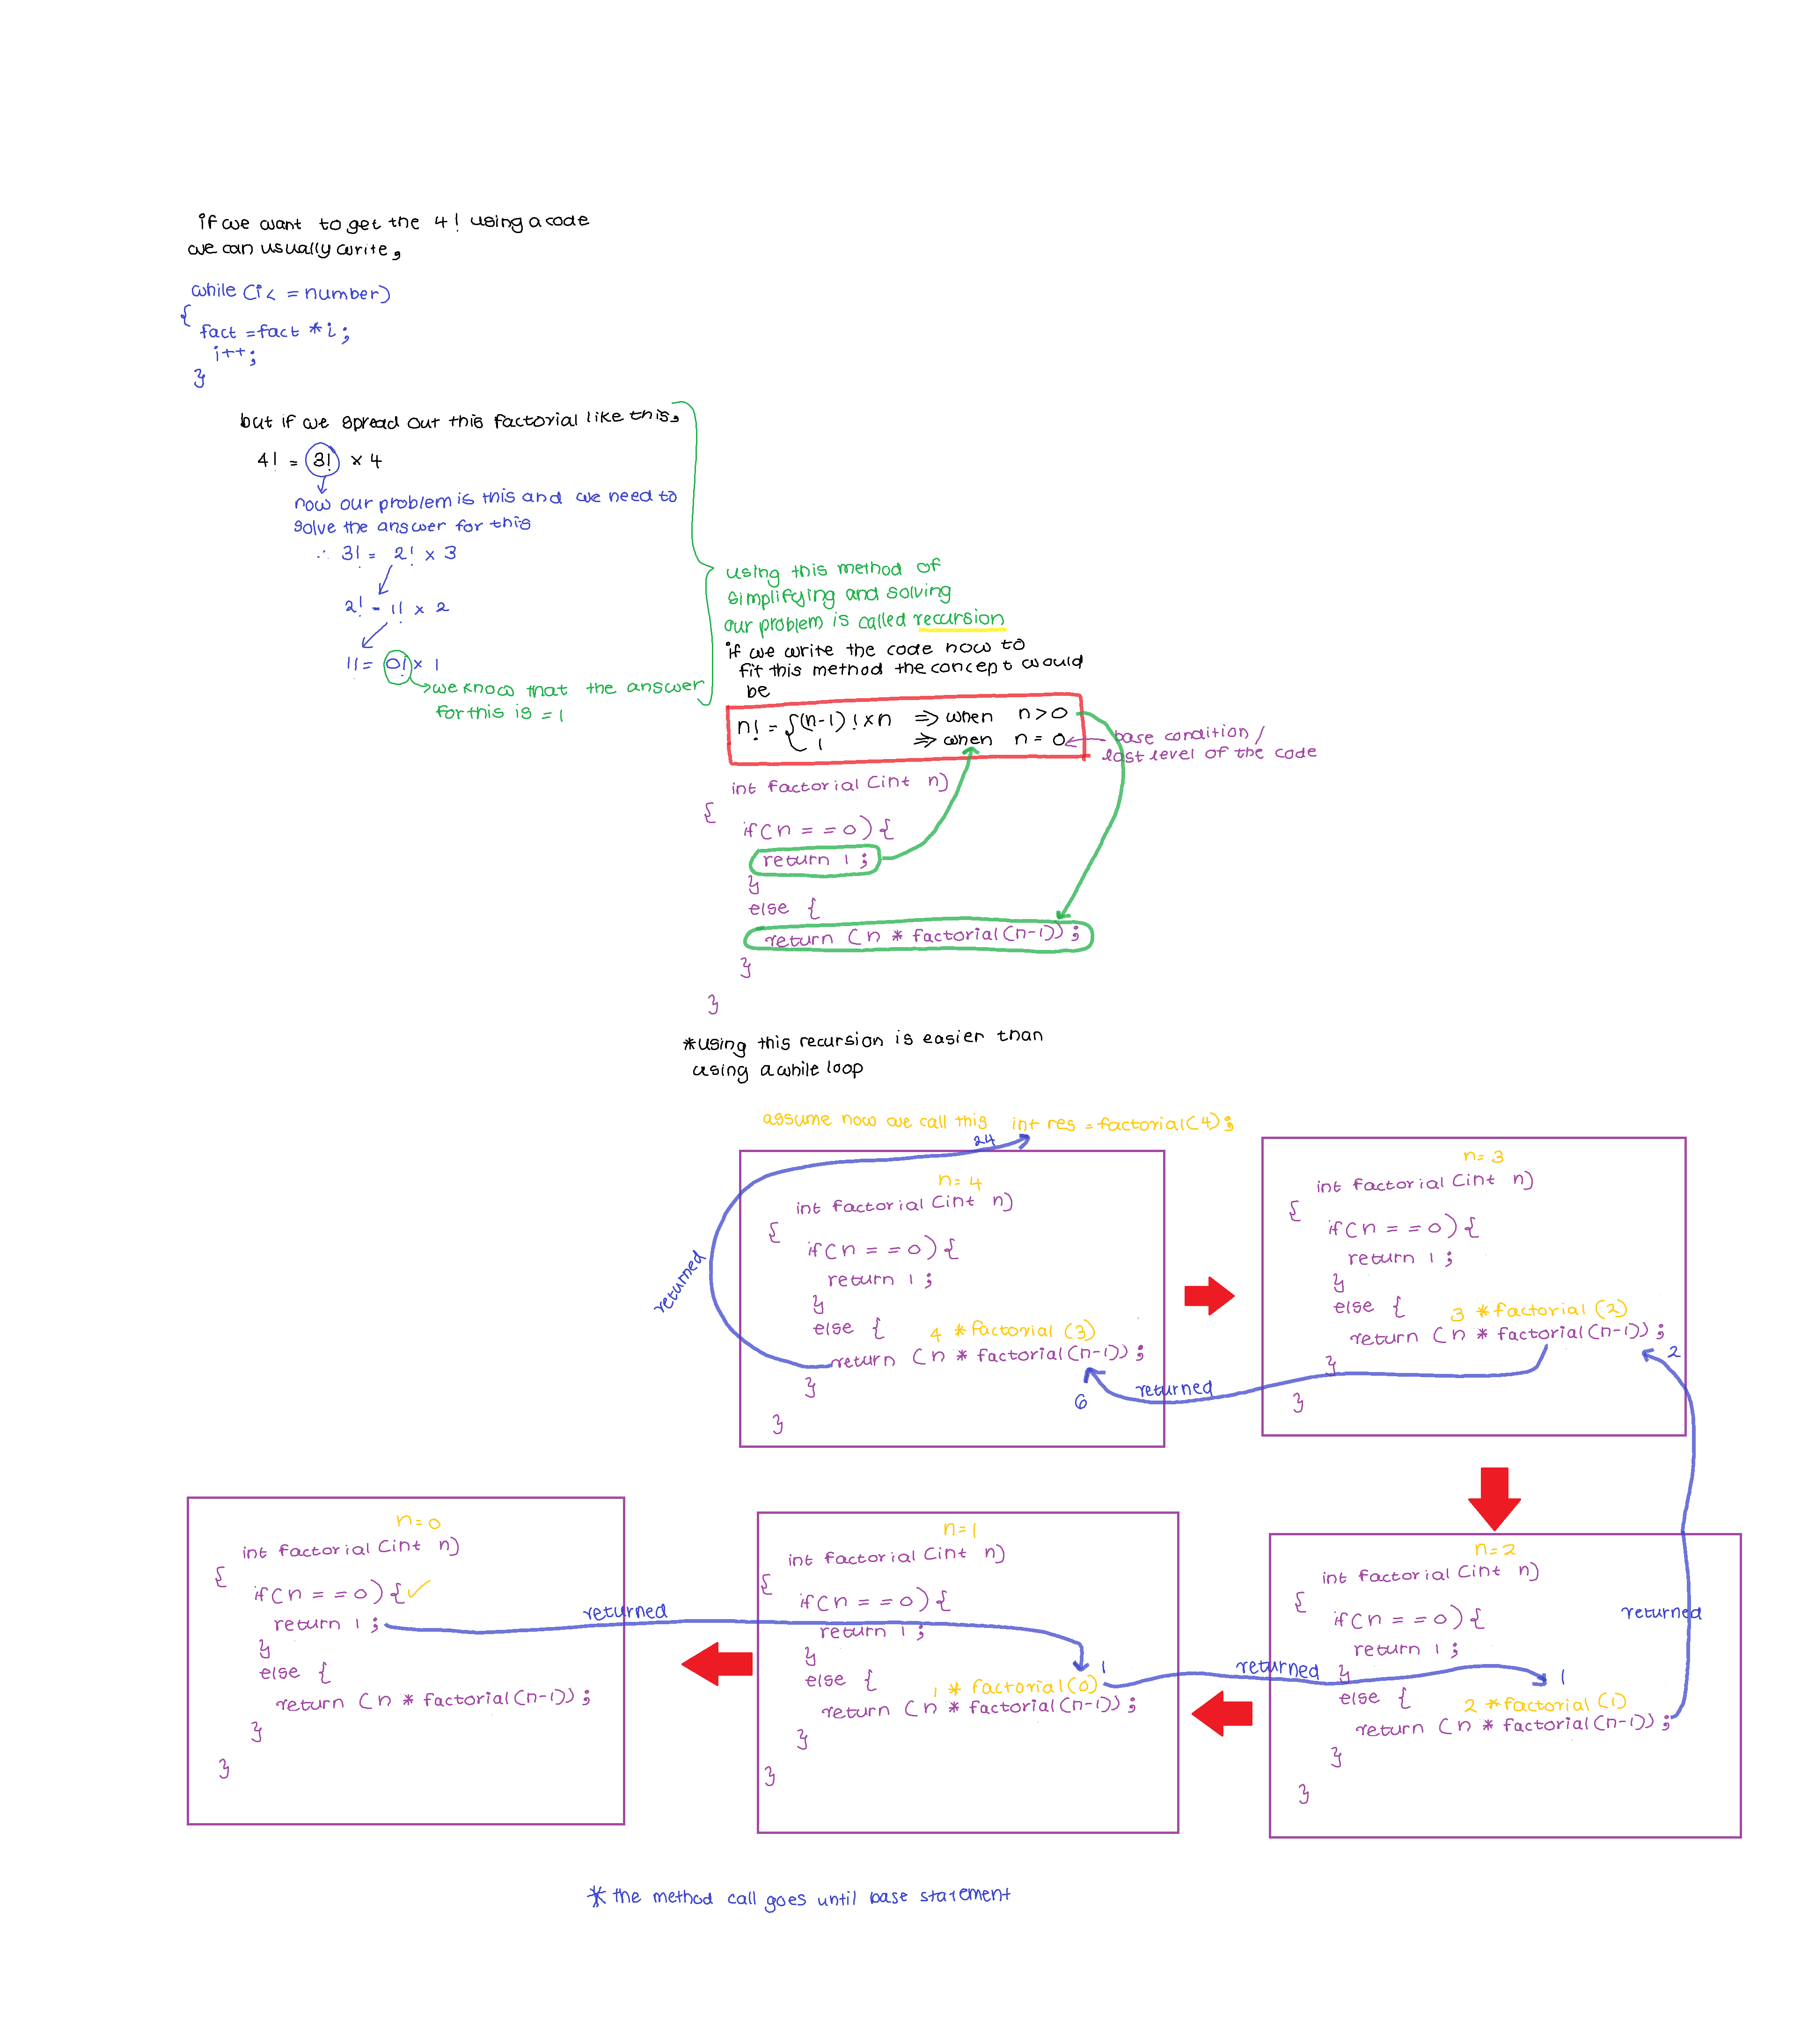 if we want to get the 4! using a code
we can usually write,
while (i< = number)
{
fact = fact * i;
i++;
}
but if we spread out this factorial like this,
4! = 3! × 4
now our problem is this and we need to
solve the answer for this
∴ 3! = 2! × 3
2! = 1! × 2
1! = 0! × 1
we know that the answer
for this is = 1
using this method of
simplifying and solving
our problem is called recursion
if we write the code now to
fit this method the concept would
be
n! = { (n-1)! × n ⇒ when n > 0
1 ⇒ when n = 0
base condition /
last level of the code
int factorial (int n)
{
if (n = = 0) {
return 1 ;
}
else {
return (n * factorial (n-1)) ;
}
}
*using this recursion is easier than
using a while loop
assume now we call this int res = factorial(4);
24
n = 4
int factorial (int n)
{
if (n = = 0) {
return 1 ;
}
else { 4 * factorial (3)
return (n * factorial (n-1)) ;
}
}
returned
6
returned
n = 3
int factorial (int n)
{
if (n = = 0) {
return 1 ;
}
else { 3 * factorial (2)
return (n * factorial (n-1)) ;
}
}
2
returned
n = 0
int factorial (int n)
{
if (n = = 0) { ✓
return 1 ;
}
else {
return (n * factorial (n-1)) ;
}
}
returned
n = 1
int factorial (int n)
{
if (n = = 0) {
return 1 ;
}
else { 1 * factorial (0)
return (n * factorial (n-1)) ;
}
}
1
returned
n = 2
int factorial (int n)
{
if (n = = 0) {
return 1 ;
}
else { 2 * factorial (1)
return (n * factorial (n-1)) ;
}
}
1
* the method call goes until base statement